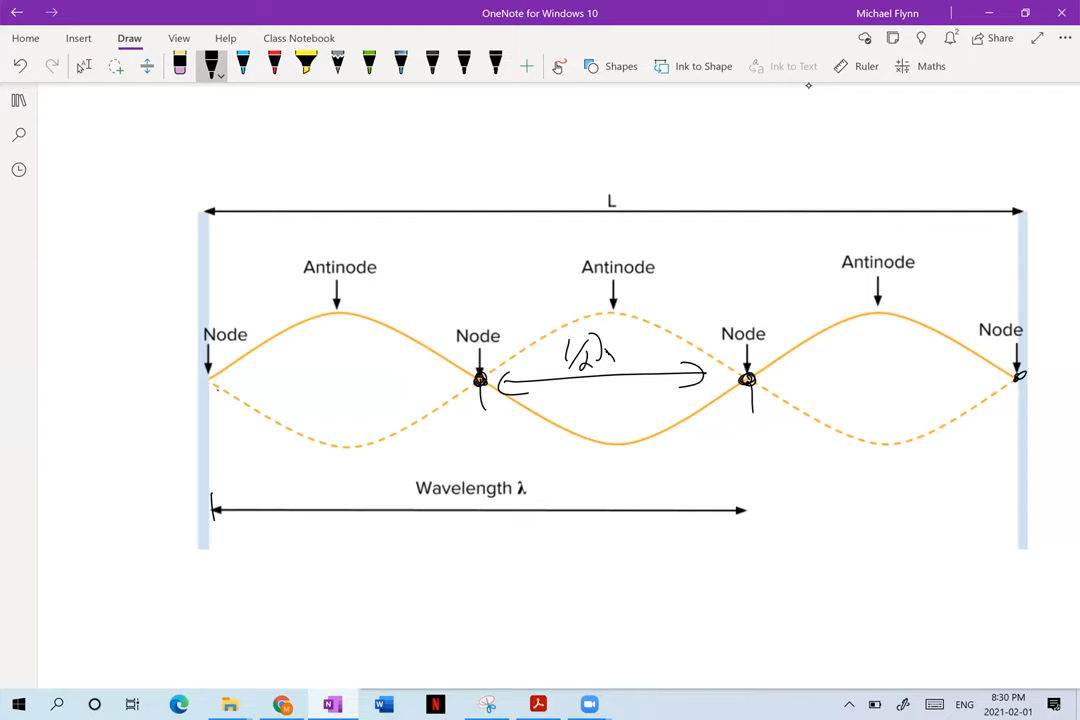 OneNote for Windows 10
Michael Flynn
Home Insert Draw View Help Class Notebook
2
Share
Shapes
Ink to Shape
Ink to Text
Ruler
Maths
L
Antinode
Antinode
Antinode
Node
Node
Node
Node
1/2 λ
Wavelength λ
ENG
8:30 PM
2021-02-01